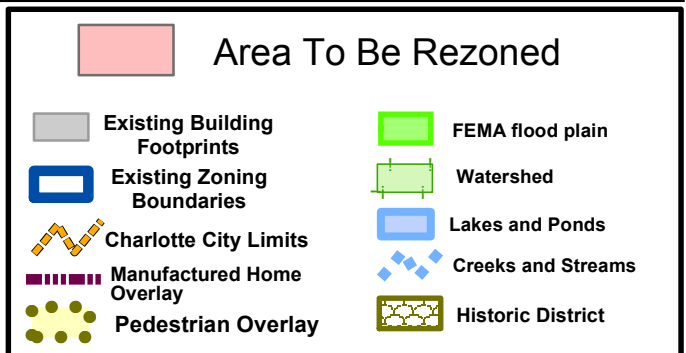 Area To Be Rezoned
Existing Building
Footprints
Existing Zoning
Boundaries
Charlotte City Limits
Manufactured Home
Overlay
Pedestrian Overlay
FEMA flood plain
Watershed
Lakes and Ponds
Creeks and Streams
Historic District